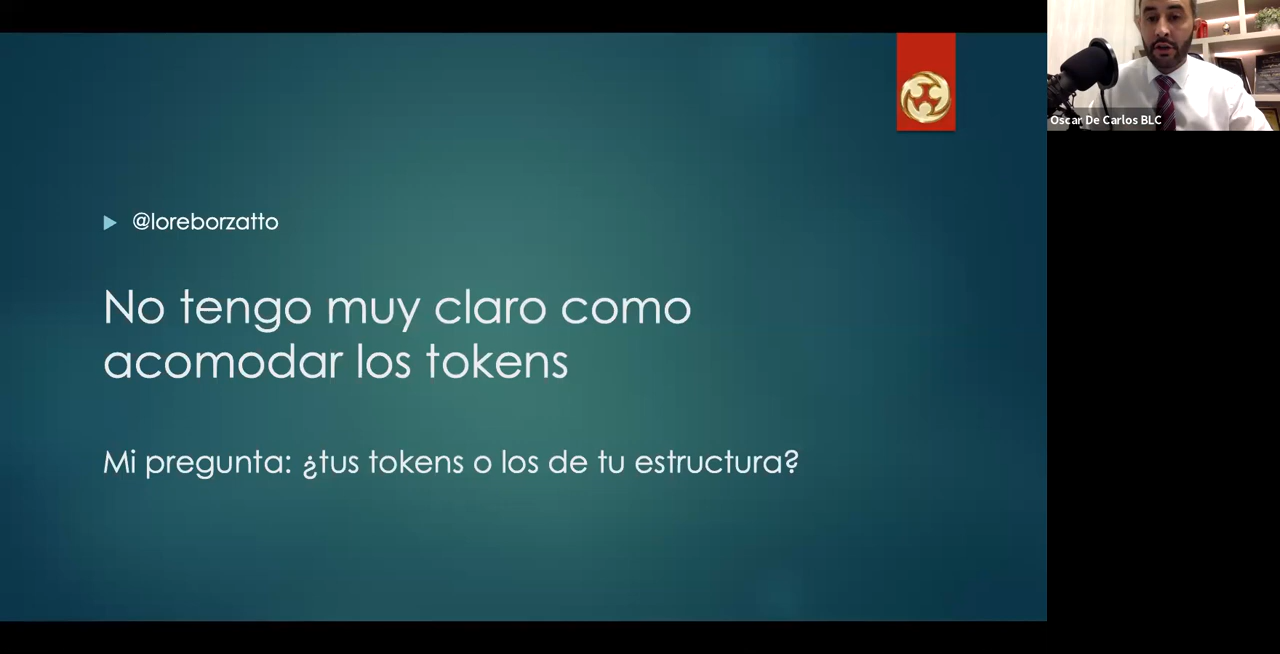 Oscar De Carlos BLC
@loreborzatto
No tengo muy claro como
acomodar los tokens
Mi pregunta: ¿tus tokens o los de tu estructura?